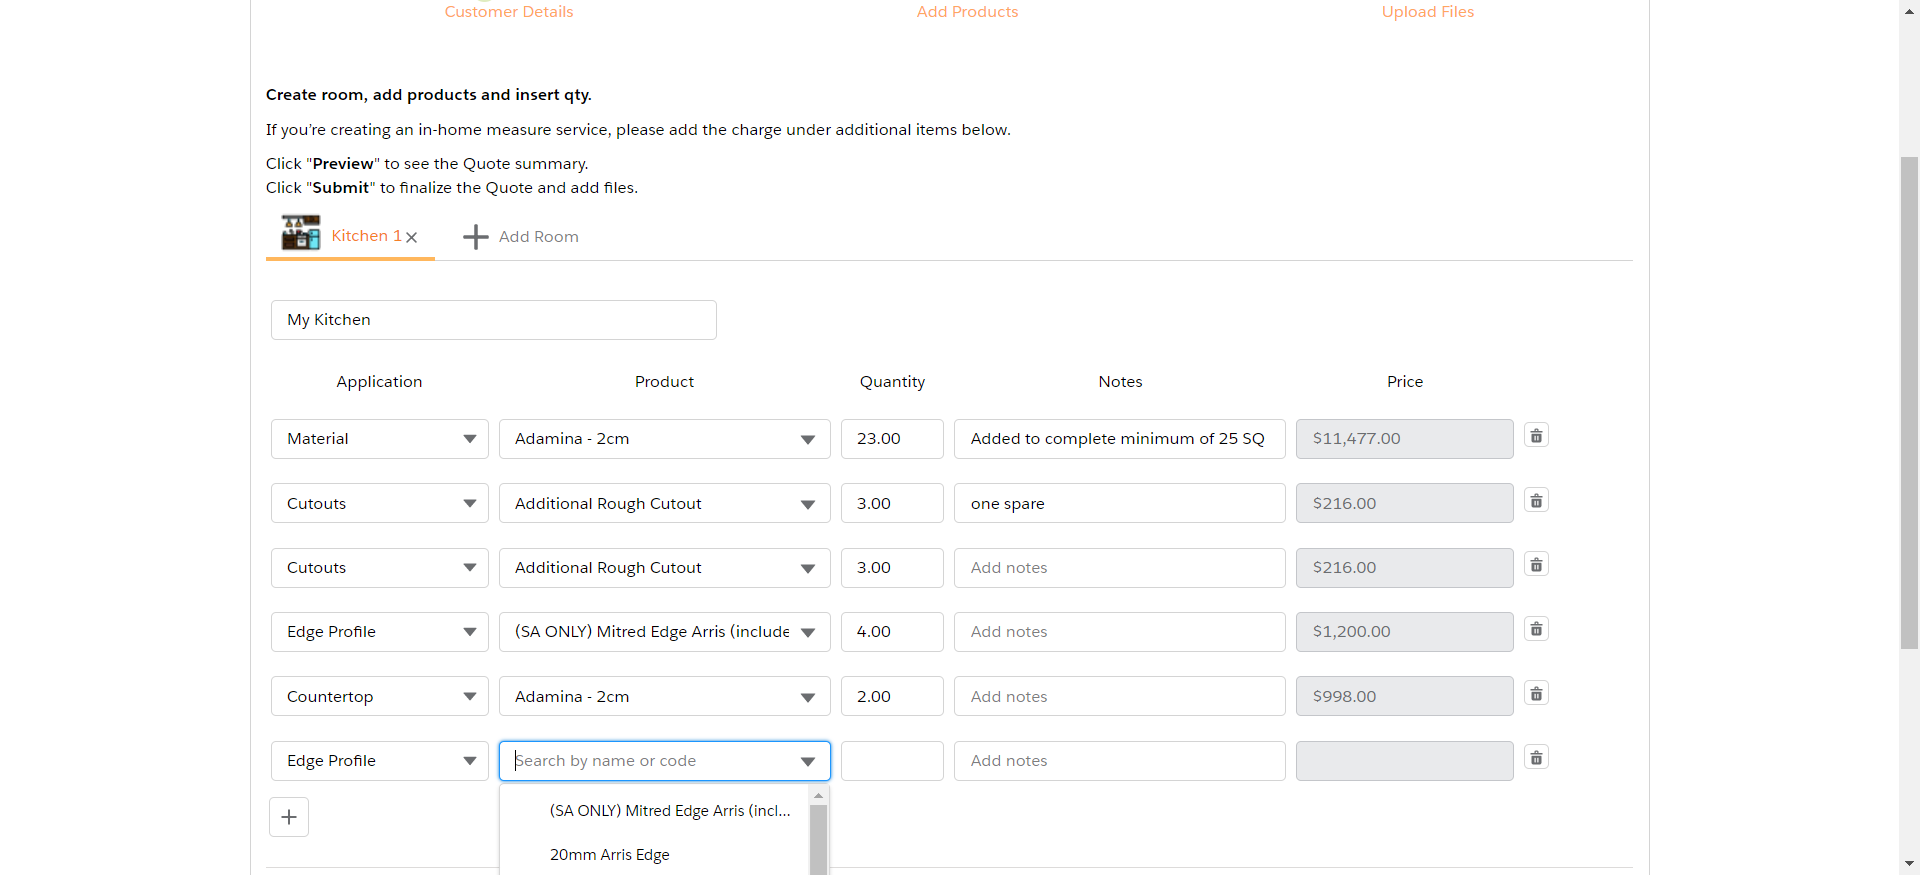 Customer Details Add Products Upload Files
Create room, add products and insert qty.
If you’re creating an in-home measure service, please add the charge under additional items below.
Click "Preview" to see the Quote summary.
Click "Submit" to finalize the Quote and add files.
Kitchen 1 Add Room
My Kitchen
Application Product Quantity Notes Price
Material Adamina - 2cm 23.00 Added to complete minimum of 25 SQ $11,477.00
Cutouts Additional Rough Cutout 3.00 one spare $216.00
Cutouts Additional Rough Cutout 3.00 Add notes $216.00
Edge Profile (SA ONLY) Mitred Edge Arris (include 4.00 Add notes $1,200.00
Countertop Adamina - 2cm 2.00 Add notes $998.00
Edge Profile Search by name or code Add notes
(SA ONLY) Mitred Edge Arris (incl...
20mm Arris Edge